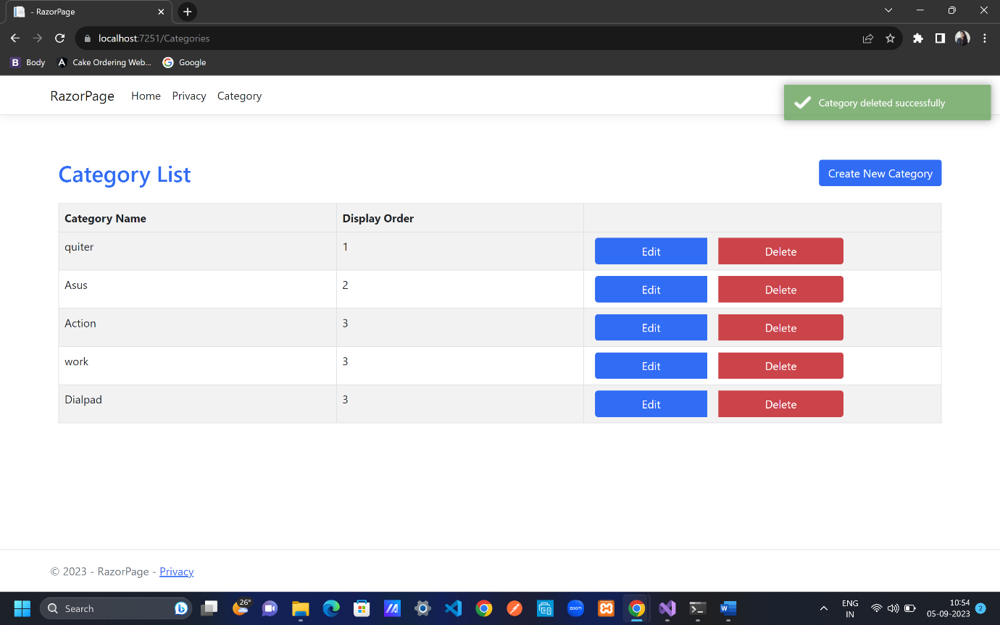 - RazorPage
localhost:7251/Categories
B Body A Cake Ordering Web... G Google
RazorPage Home Privacy Category
Category deleted successfully
Category List Create New Category
Category Name Display Order
quiter 1 Edit Delete
Asus 2 Edit Delete
Action 3 Edit Delete
work 3 Edit Delete
Dialpad 3 Edit Delete
© 2023 - RazorPage - Privacy
Search 26° zoom W ENG IN 10:54 05-09-2023 2